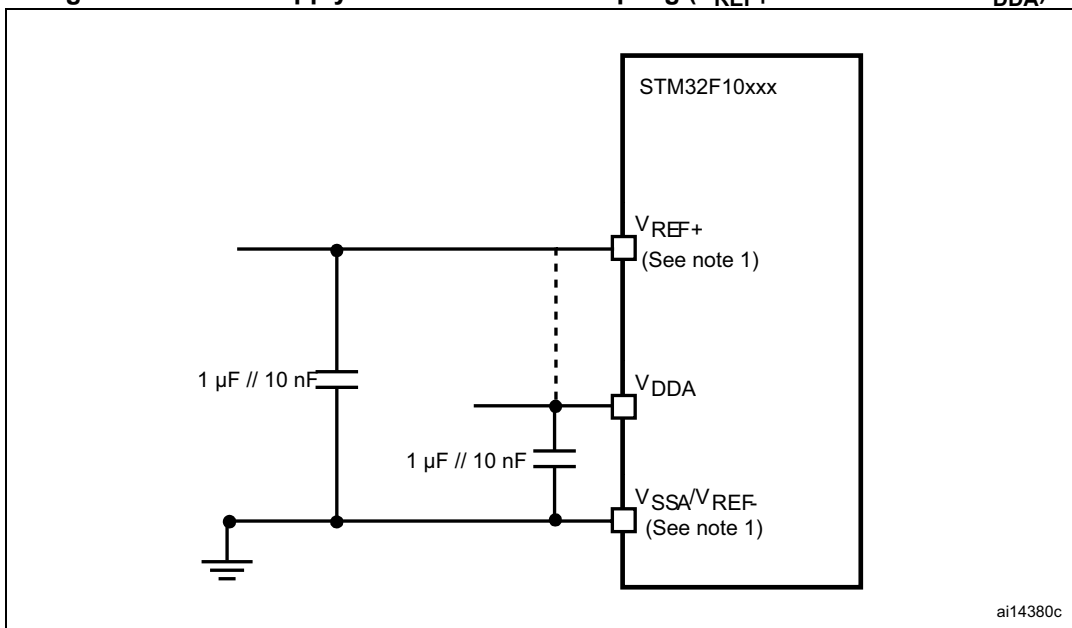 STM32F10xxx
VREF+
(See note 1)
1 µF // 10 nF
VDDA
1 µF // 10 nF
VSSA/VREF-
(See note 1)
ai14380c